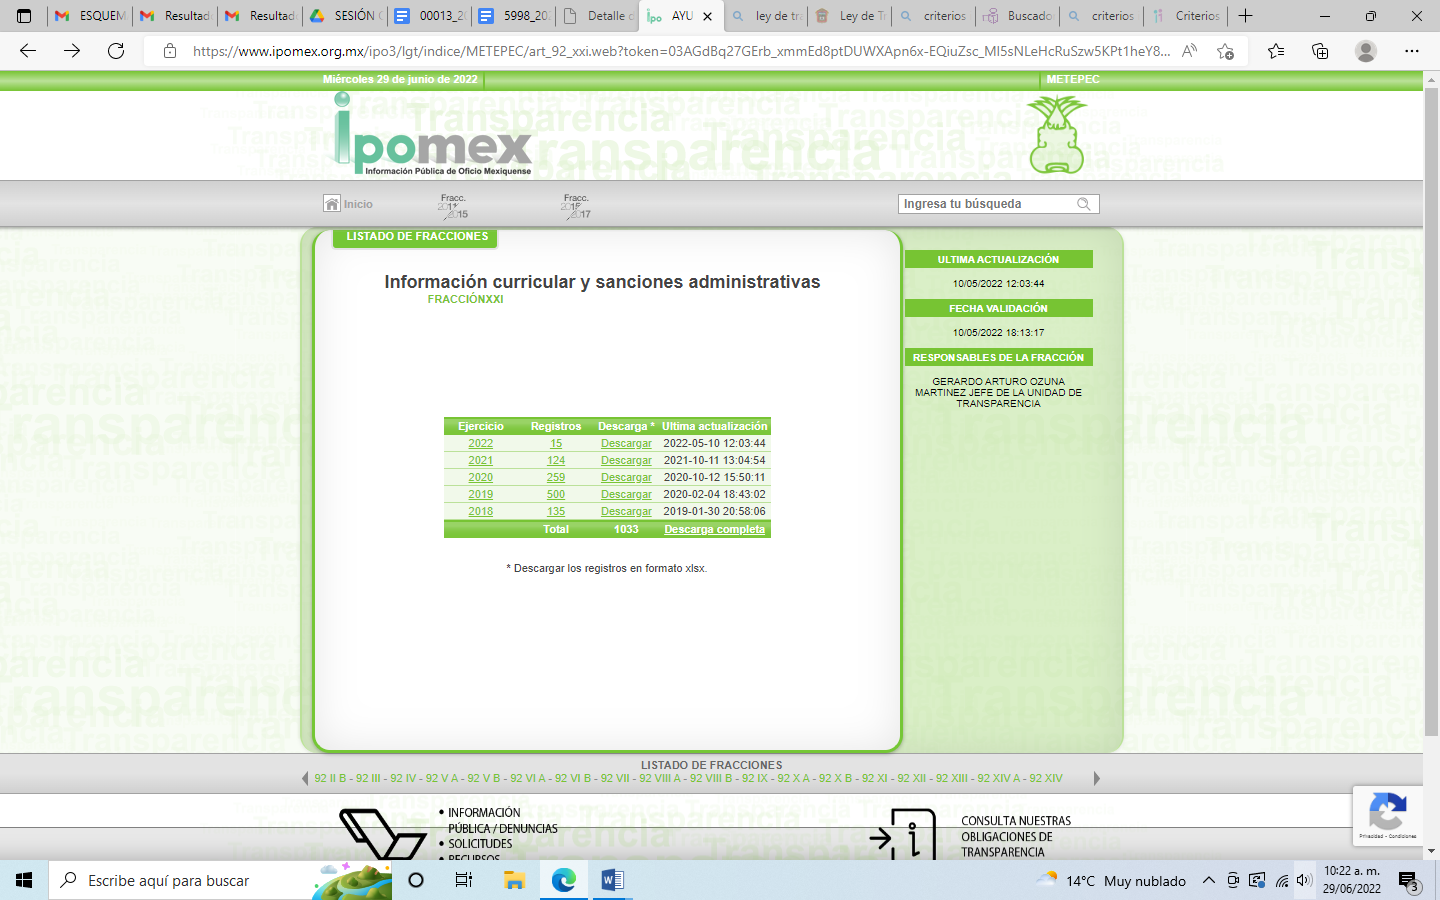 ESQUEM
Resultad
Resultad
SESIÓN
00013_20
5998_202
Detalle d
AYU
ley de tra
Ley de Tr
criterios
Buscado
criterios
Criterios
https://www.ipomex.org.mx/ipo3/lgt/indice/METEPEC/art_92_xxi.web?token=03AGdBq27GErb_xmmEd8ptDUWXApn6x-EQiuZsc_MI5sNLeHcRuSzw5KPt1heY8...
Miércoles 29 de junio de 2022
METEPEC
ipomex
Información Pública de Oficio Mexiquense
Inicio
Fracc.
Fracc.
Ingresa tu búsqueda
LISTADO DE FRACCIONES
Información curricular y sanciones administrativas
FRACCIÓNXXI
ULTIMA ACTUALIZACIÓN
10/05/2022 12:03:44
FECHA VALIDACIÓN
10/05/2022 18:13:17
RESPONSABLES DE LA FRACCIÓN
GERARDO ARTURO OZUNA
MARTINEZ JEFE DE LA UNIDAD DE
TRANSPARENCIA
Ejercicio Registros Descarga * Ultima actualización
2022 15 Descargar 2022-05-10 12:03:44
2021 124 Descargar 2021-10-11 13:04:54
2020 259 Descargar 2020-10-12 15:50:11
2019 500 Descargar 2020-02-04 18:43:02
2018 135 Descargar 2019-01-30 20:58:06
Total 1033 Descarga completa
* Descargar los registros en formato xlsx.
LISTADO DE FRACCIONES
92 II B - 92 III - 92 IV - 92 V A - 92 V B - 92 VI A - 92 VI B - 92 VII - 92 VIII A - 92 VIII B - 92 IX - 92 X A - 92 X B - 92 XI - 92 XII - 92 XIII - 92 XIV A - 92 XIV
• INFORMACIÓN
PÚBLICA / DENUNCIAS
• SOLICITUDES
• RECURSOS
CONSULTA NUESTRAS
OBLIGACIONES DE
TRANSPARENCIA
Privacidad - Condiciones
Escribe aquí para buscar
14°C Muy nublado
10:22 a. m.
29/06/2022
3